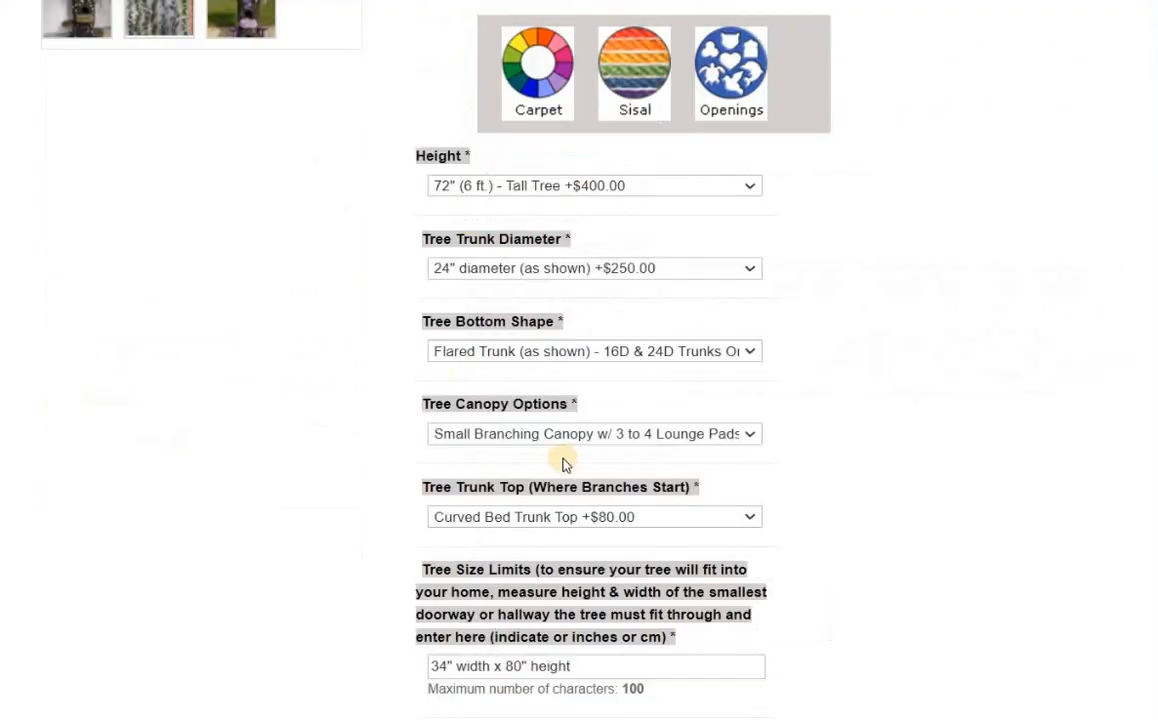 Carpet Sisal Openings
Height *
72" (6 ft.) - Tall Tree +$400.00
Tree Trunk Diameter *
24" diameter (as shown) +$250.00
Tree Bottom Shape *
Flared Trunk (as shown) - 16D & 24D Trunks Or
Tree Canopy Options *
Small Branching Canopy w/ 3 to 4 Lounge Pads
Tree Trunk Top (Where Branches Start) *
Curved Bed Trunk Top +$80.00
Tree Size Limits (to ensure your tree will fit into
your home, measure height & width of the smallest
doorway or hallway the tree must fit through and
enter here (indicate or inches or cm) *
34" width x 80" height
Maximum number of characters: 100